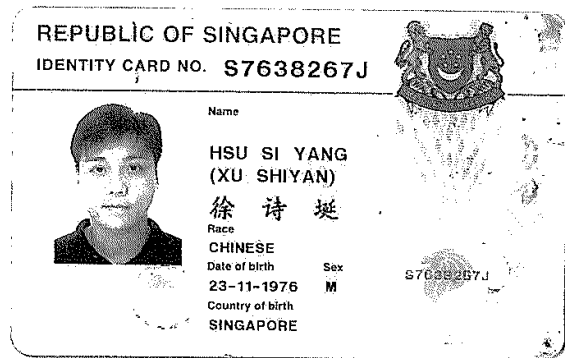 REPUBLIC OF SINGAPORE
IDENTITY CARD NO. S7638267J
Name
HSU SI YANG
(XU SHIYAN)
徐诗埏
Race
CHINESE
Date of birth Sex
23-11-1976 M
Country of birth
SINGAPORE
S7638267J